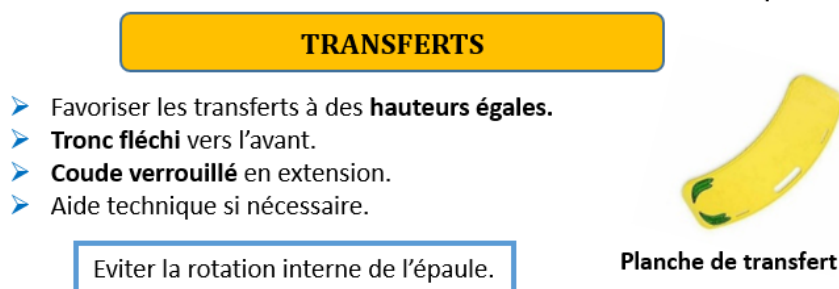 TRANSFERTS
Favoriser les transferts à des hauteurs égales.
Tronc fléchi vers l’avant.
Coude verrouillé en extension.
Aide technique si nécessaire.
Eviter la rotation interne de l’épaule.
Planche de transfert